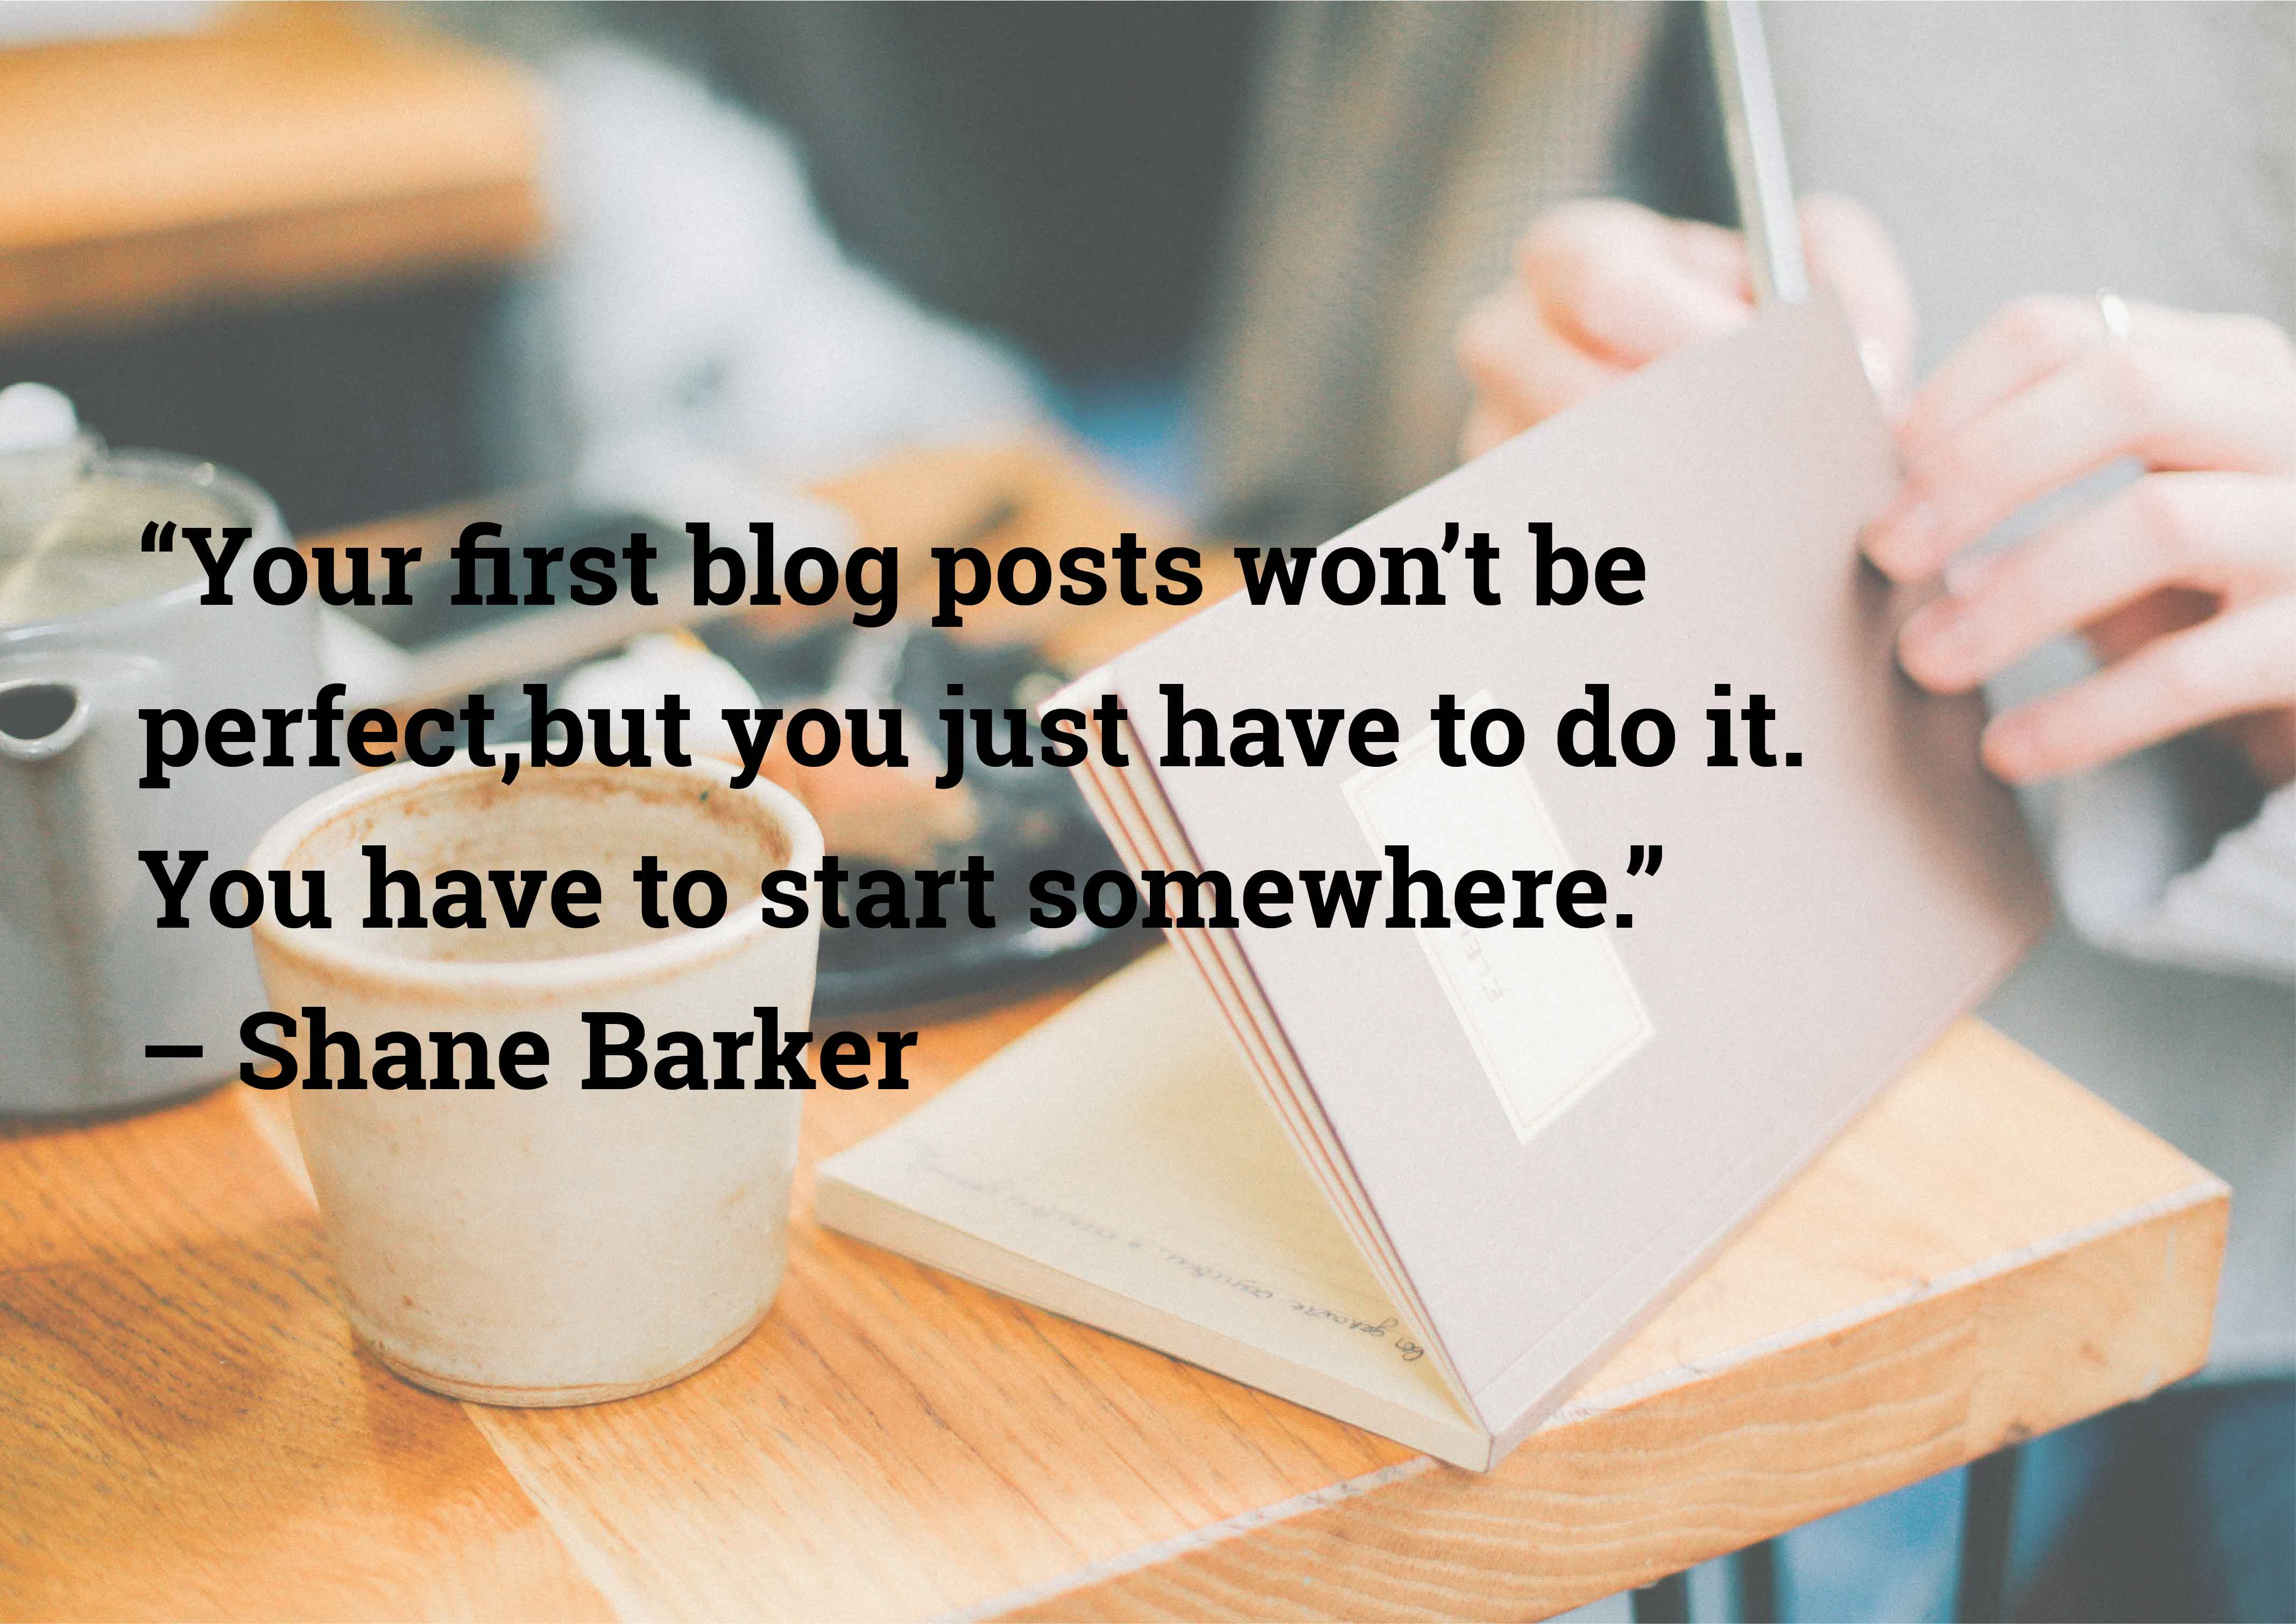 “Your first blog posts won’t be
perfect,but you just have to do it.
You have to start somewhere.”
– Shane Barker